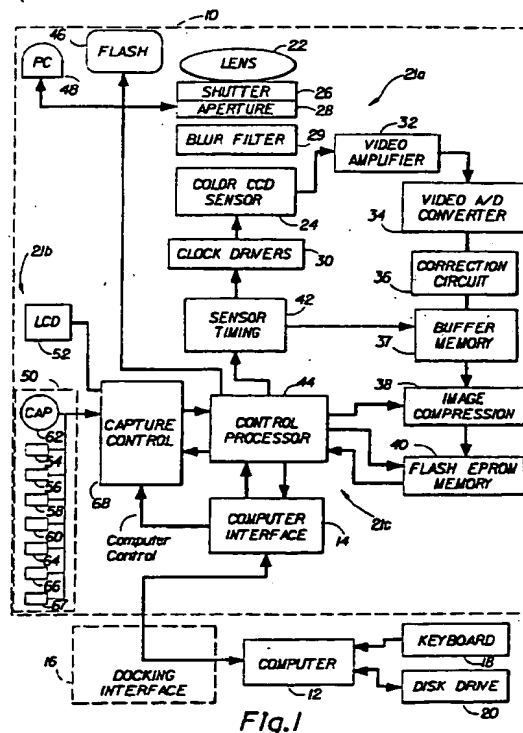 10
46
FLASH
PC
48
22
LENS
SHUTTER
26
APERTURE
28
BLUR FILTER
29
21a
32
VIDEO AMPLIFIER
COLOR CCD SENSOR
24
VIDEO A/D CONVERTER
34
CLOCK DRIVERS
30
CORRECTION CIRCUIT
36
21b
SENSOR TIMING
42
BUFFER MEMORY
37
LCD
52
50
CAP
62
54
56
58
60
64
66
67
CAPTURE CONTROL
68
44
CONTROL PROCESSOR
38
IMAGE COMPRESSION
40
FLASH EPROM MEMORY
21c
Computer Control
COMPUTER INTERFACE
14
16
DOCKING INTERFACE
COMPUTER
12
KEYBOARD
18
DISK DRIVE
20
Fig.1